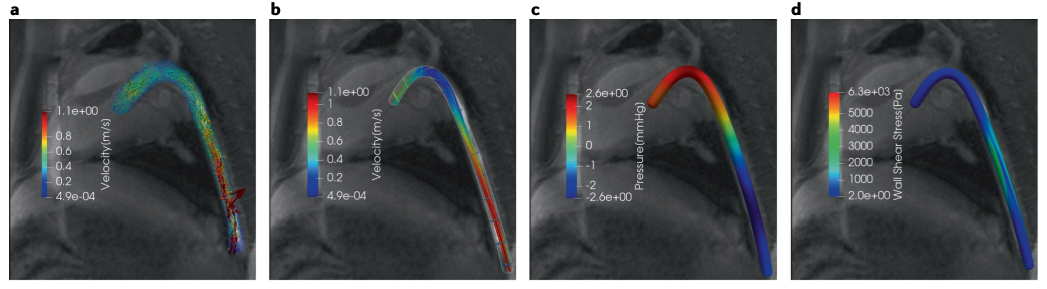 a
1.1e+00
0.8
0.6
0.4
0.2
4.9e-04
Velocity(m/s)
b
1.1e+00
1
0.8
0.6
0.4
0.2
4.9e-04
Velocity(m/s)
c
2.6e+00
2
1
0
-1
-2
-2.6e+00
Pressure(mmHg)
d
6.3e+03
5000
4000
3000
2000
1000
2.0e+00
Wall Shear Stress(Pa)